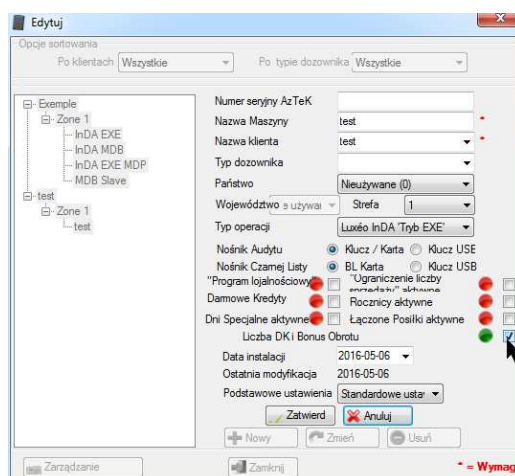 Edytuj
Opcje sortowania
Po klientach Wszystkie Po typie dozownika Wszystkie
Exemple
Zone 1
InDA EXE
InDA MDB
InDA EXE MDP
MDB Slave
test
Zone 1
test
Numer seryjny AzTeK
Nazwa Maszyny test *
Nazwa klienta test *
Typ dozownika
Państwo Nieużywane (0)
Województwo Strefa 1
Typ operacji Luxéo InDA 'Tryb EXE'
Nośnik Audytu Klucz / Karta Klucz USE
Nośnik Czarnej Listy BL Karta Klucz USB
"Program lojalnościowy" "Ograniczenie liczby sprzedaży" aktywne
Darmowe Kredyty Rocznicy aktywne
Dni Specjalne aktywne Łączone Posiłki aktywne
Liczba DK i Bonus Obrotu
Data instalacji 2016-05-06
Ostatnia modyfikacja 2016-05-06
Podstawowe ustawienia Standardowe ustav
Zatwierd Anuluj
Nowy Zmień Usuń
Zarządzanie Zamknij * = Wymag